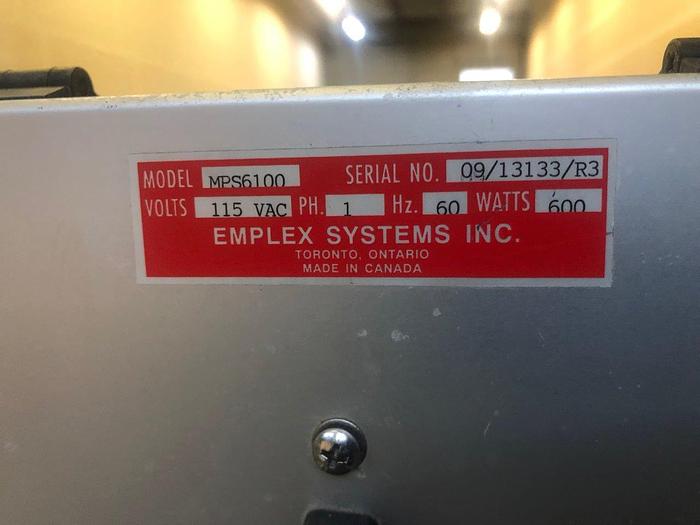 MODEL MPS6100 SERIAL NO. 09/13133/R3
VOLTS 115 VAC PH. 1 Hz. 60 WATTS 600
EMPLEX SYSTEMS INC.
TORONTO, ONTARIO
MADE IN CANADA